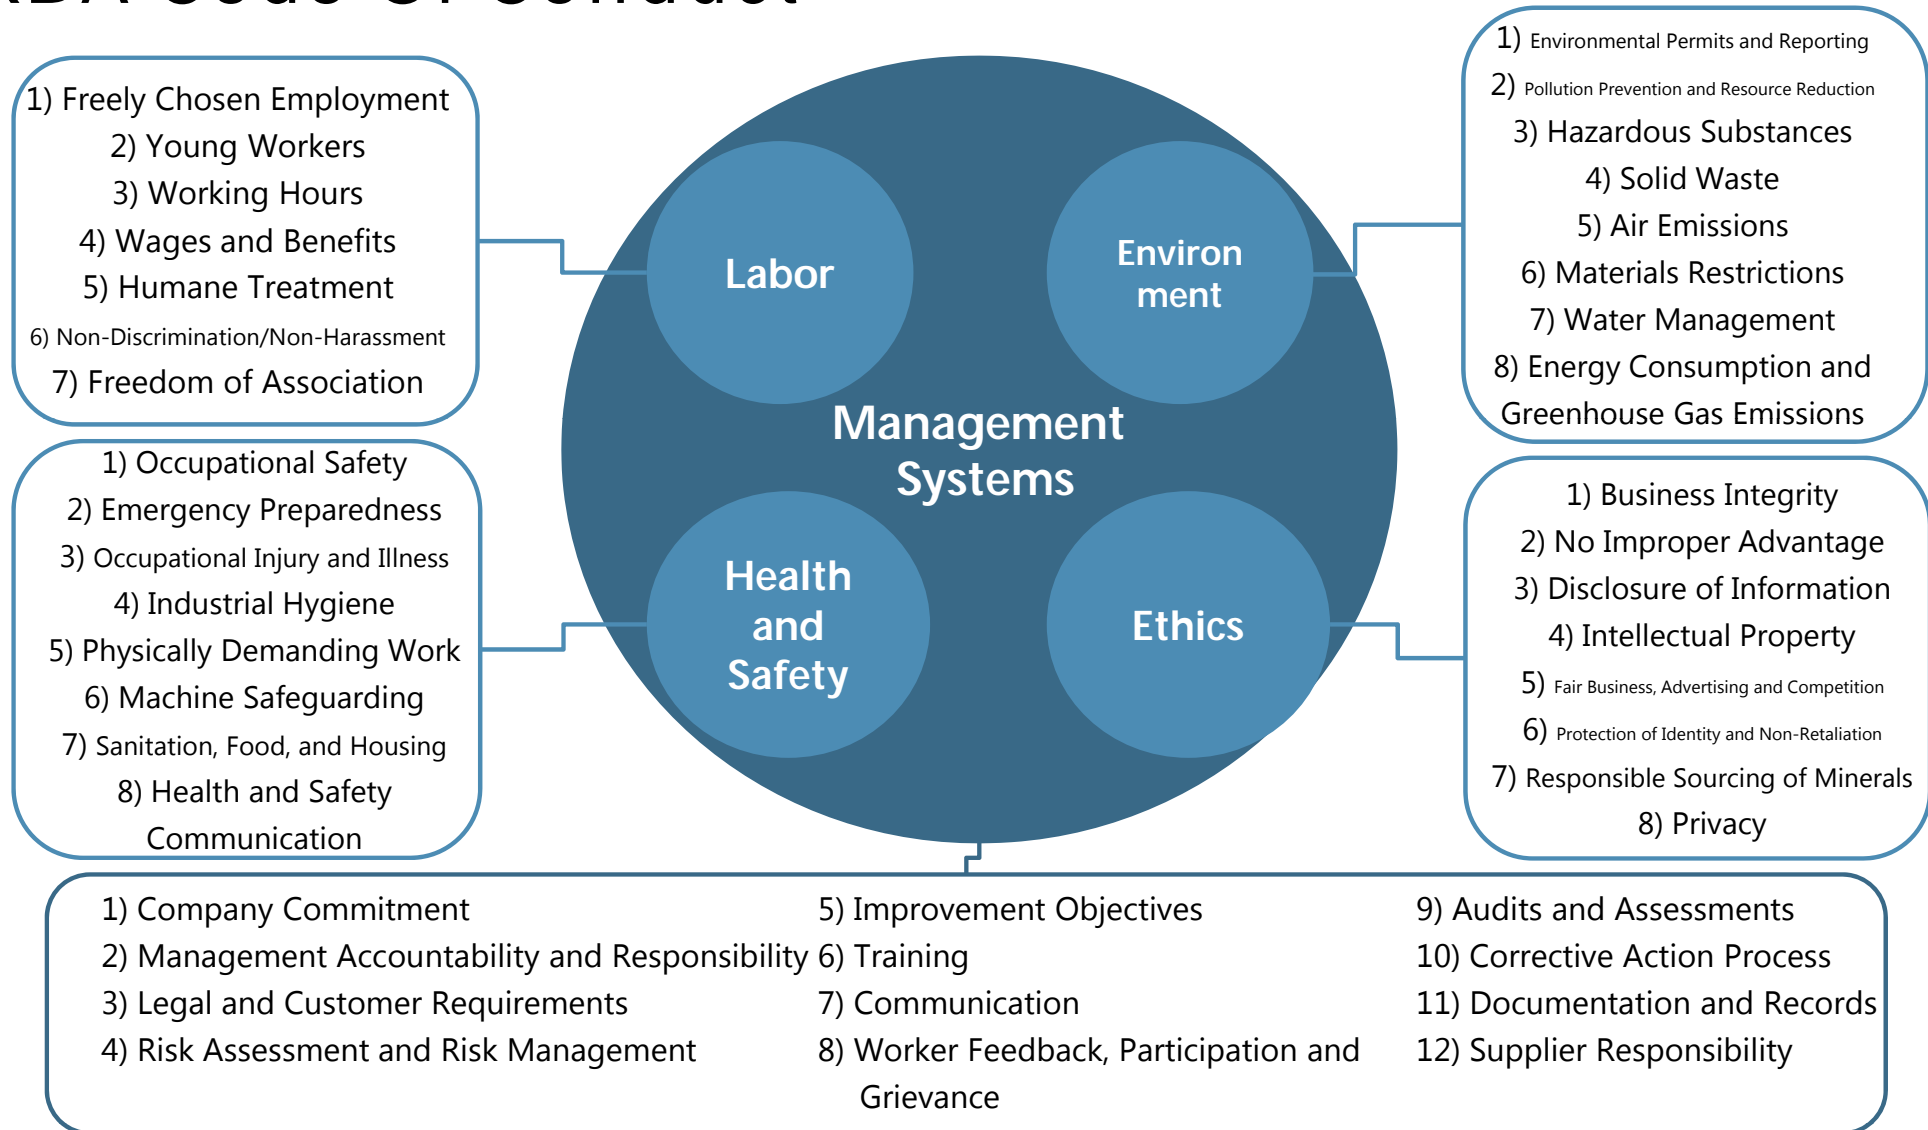 RBA Code Of Conduct
1) Freely Chosen Employment
2) Young Workers
3) Working Hours
4) Wages and Benefits
5) Humane Treatment
6) Non-Discrimination/Non-Harassment
7) Freedom of Association
1) Occupational Safety
2) Emergency Preparedness
3) Occupational Injury and Illness
4) Industrial Hygiene
5) Physically Demanding Work
6) Machine Safeguarding
7) Sanitation, Food, and Housing
8) Health and Safety
Communication
Labor
Environ
ment
Management
Systems
Health
and
Safety
Ethics
1) Environmental Permits and Reporting
2) Pollution Prevention and Resource Reduction
3) Hazardous Substances
4) Solid Waste
5) Air Emissions
6) Materials Restrictions
7) Water Management
8) Energy Consumption and
Greenhouse Gas Emissions
1) Business Integrity
2) No Improper Advantage
3) Disclosure of Information
4) Intellectual Property
5) Fair Business, Advertising and Competition
6) Protection of Identity and Non-Retaliation
7) Responsible Sourcing of Minerals
8) Privacy
1) Company Commitment
2) Management Accountability and Responsibility
3) Legal and Customer Requirements
4) Risk Assessment and Risk Management
5) Improvement Objectives
6) Training
7) Communication
8) Worker Feedback, Participation and
Grievance
9) Audits and Assessments
10) Corrective Action Process
11) Documentation and Records
12) Supplier Responsibility